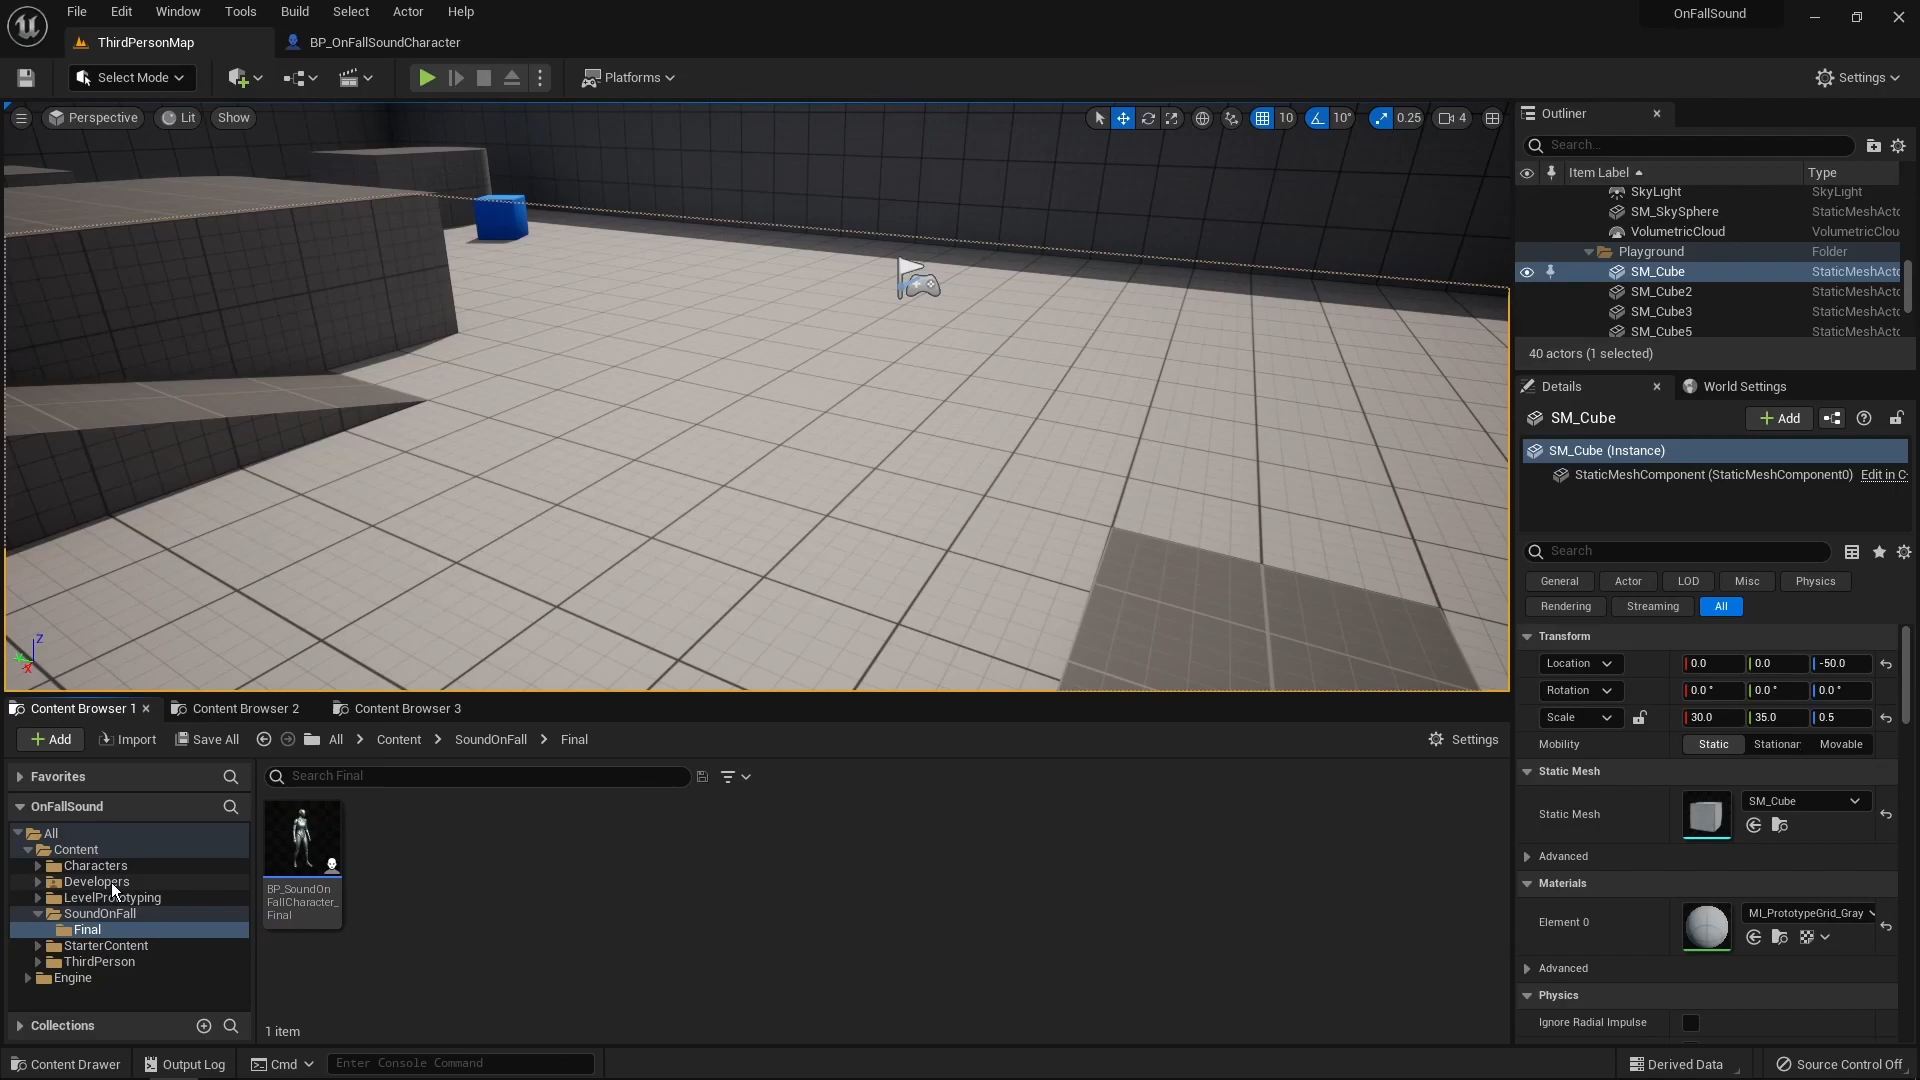 File Edit Window Tools Build Select Actor Help
OnFallSound
ThirdPersonMap
BP_OnFallSoundCharacter
Select Mode
Platforms
Settings
Perspective
Lit
Show
10
10°
0.25
4
Outliner
Search...
Item Label
Type
SkyLight SkyLight
SM_SkySphere StaticMeshActo
VolumetricCloud VolumetricClou
Playground Folder
SM_Cube StaticMeshActo
SM_Cube2 StaticMeshActo
SM_Cube3 StaticMeshActo
SM_Cube5 StaticMeshActo
40 actors (1 selected)
Details
World Settings
SM_Cube
Add
SM_Cube (Instance)
StaticMeshComponent (StaticMeshComponent0) Edit in C
Search
General Actor LOD Misc Physics
Rendering Streaming All
Transform
Location 0.0 0.0 -50.0
Rotation 0.0° 0.0° 0.0°
Scale 30.0 35.0 0.5
Mobility Static Stationar Movable
Static Mesh
Static Mesh SM_Cube
Advanced
Materials
Element 0 MI_PrototypeGrid_Gray
Advanced
Physics
Ignore Radial Impulse
Z
X
Content Browser 1
Content Browser 2
Content Browser 3
Add
Import
Save All
All > Content > SoundOnFall > Final
Settings
Favorites
Search Final
OnFallSound
All
Content
Characters
Developers
LevelPrototyping
SoundOnFall
Final
StarterContent
ThirdPerson
Engine
Collections
BP_SoundOn
FallCharacter_
Final
1 item
Content Drawer
Output Log
Cmd
Enter Console Command
Derived Data
Source Control Off